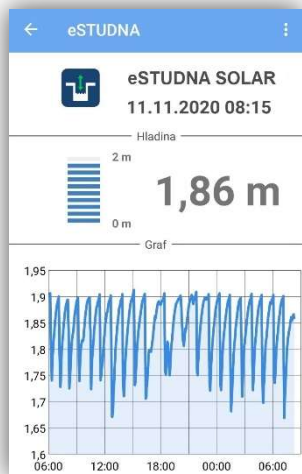 eSTUDNA
eSTUDNA SOLAR
11.11.2020 08:15
Hladina
2 m
0 m
1,86 m
Graf
1,95
1,9
1,85
1,8
1,75
1,7
1,65
1,6
06:00 12:00 18:00 00:00 06:00